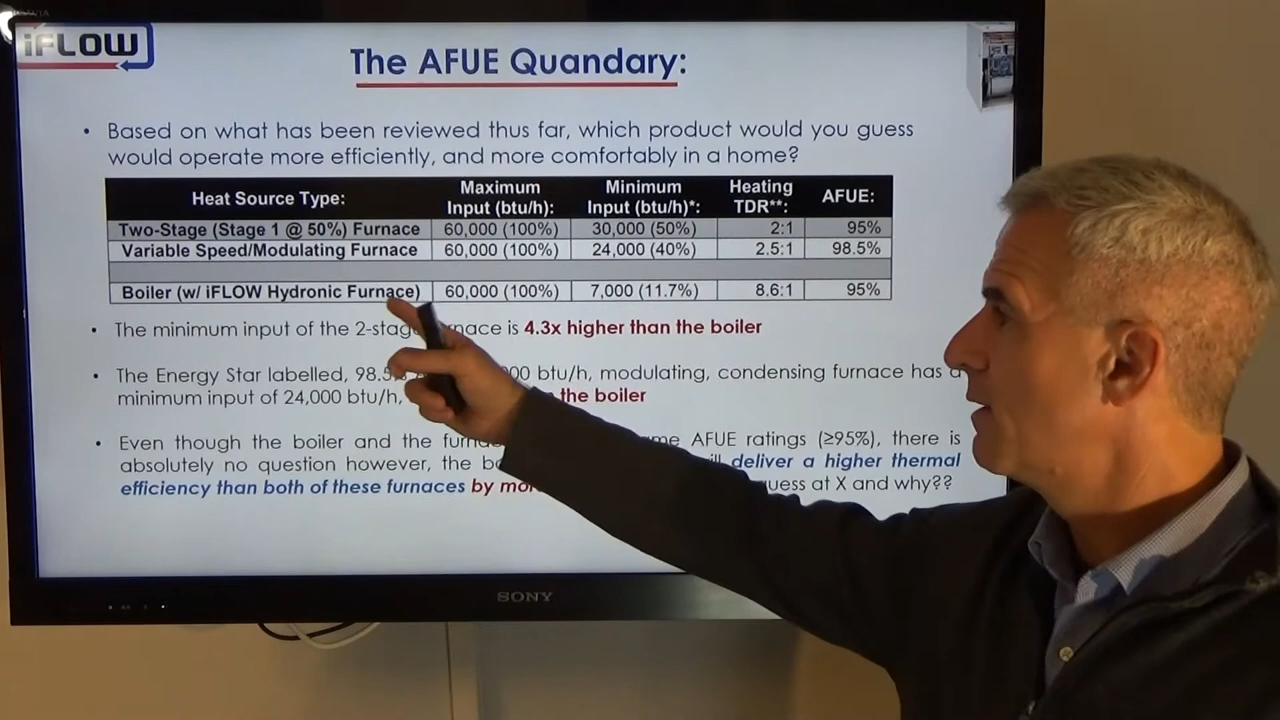 iFLOW
The AFUE Quandary:
• Based on what has been reviewed thus far, which product would you guess
would operate more efficiently, and more comfortably in a home?
Heat Source Type: Maximum Input (btu/h): Minimum Input (btu/h)*: Heating TDR**: AFUE:
Two-Stage (Stage 1 @ 50%) Furnace 60,000 (100%) 30,000 (50%) 2:1 95%
Variable Speed/Modulating Furnace 60,000 (100%) 24,000 (40%) 2.5:1 98.5%
Boiler (w/ iFLOW Hydronic Furnace) 60,000 (100%) 7,000 (11.7%) 8.6:1 95%
• The minimum input of the 2-stage is 4.3x higher than the boiler
• The Energy Star labelled, btu/h, modulating, condensing furnace has a
minimum input of 24,000 btu/h, the boiler
• Even though the boiler and the AFUE ratings (≥95%), there is
absolutely no question however, the deliver a higher thermal
efficiency than both of these furnaces by at X and why??
SONY